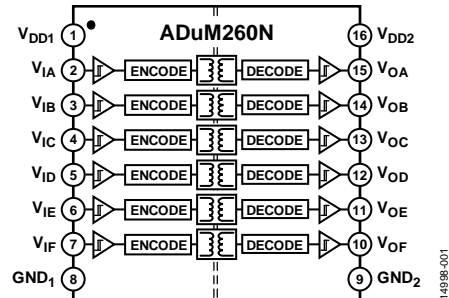 ADuM260N
VDD1 1 16 VDD2
VIA 2 ENCODE DECODE 15 VOA
VIB 3 ENCODE DECODE 14 VOB
VIC 4 ENCODE DECODE 13 VOC
VID 5 ENCODE DECODE 12 VOD
VIE 6 ENCODE DECODE 11 VOE
VIF 7 ENCODE DECODE 10 VOF
GND1 8 9 GND2
14998-001